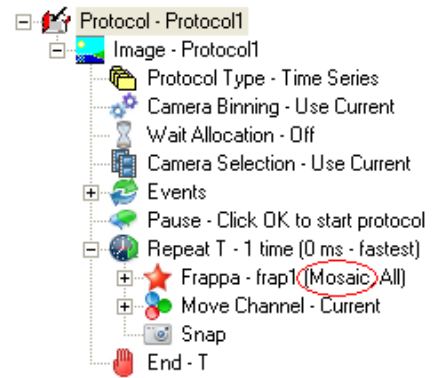 Protocol - Protocol1
Image - Protocol1
Protocol Type - Time Series
Camera Binning - Use Current
Wait Allocation - Off
Camera Selection - Use Current
Events
Pause - Click OK to start protocol
Repeat T - 1 time (0 ms - fastest)
Frappa - frap1 (Mosaic, All)
Move Channel - Current
Snap
End - T